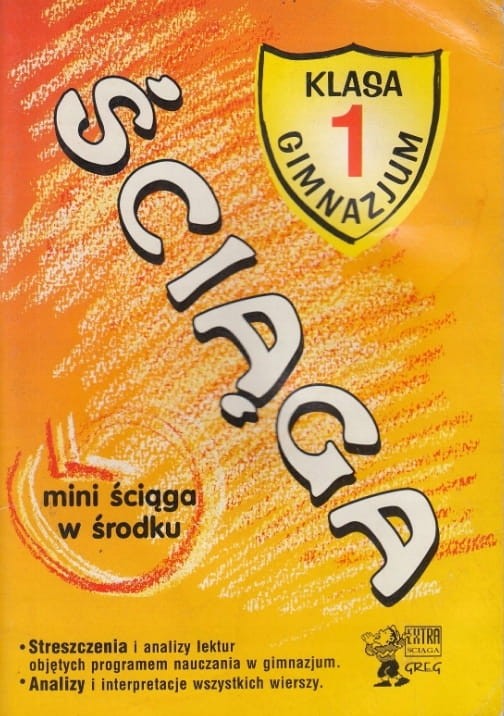 KLASA
1
GIMNAZJUM
ŚCIĄGA
mini ściąga
w środku
• Streszczenia i analizy lektur
objętych programem nauczania w gimnazjum.
• Analizy i interpretacje wszystkich wierszy.
EXTRA
ŚCIĄGA
GREG